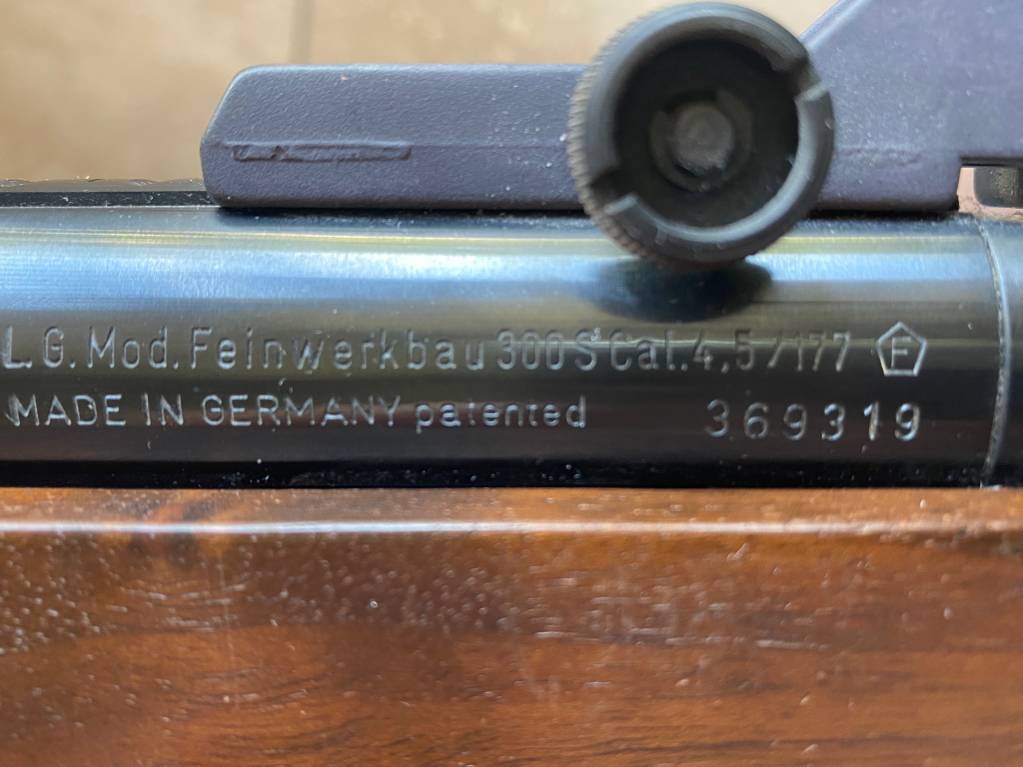 L.G. Mod. Feinwerkbau 300 S Cal. 4,5/177 F
MADE IN GERMANY patented 369319